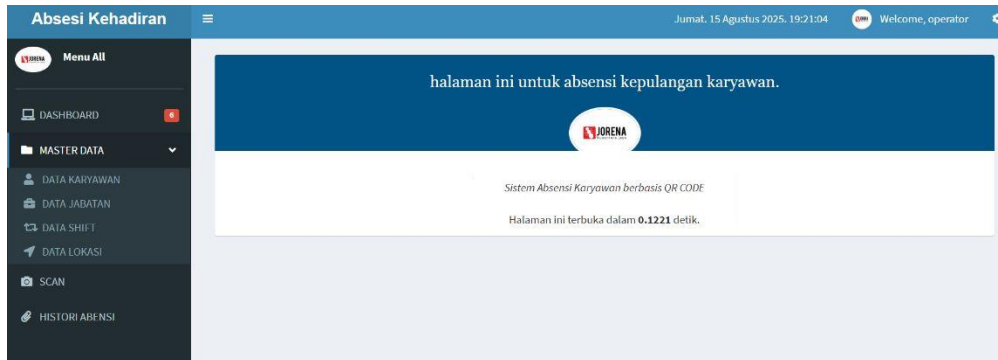 Absesi Kehadiran
Jumat. 15 Agustus 2025. 19:21:04
Welcome, operator
JORENA
Menu All
DASHBOARD 6
MASTER DATA
DATA KARYAWAN
DATA JABATAN
DATA SHIFT
DATA LOKASI
SCAN
HISTORI ABENSI
halaman ini untuk absensi kepulangan karyawan.
JORENA
Sistem Absensi Karyawan berbasis QR CODE
Halaman ini terbuka dalam 0.1221 detik.